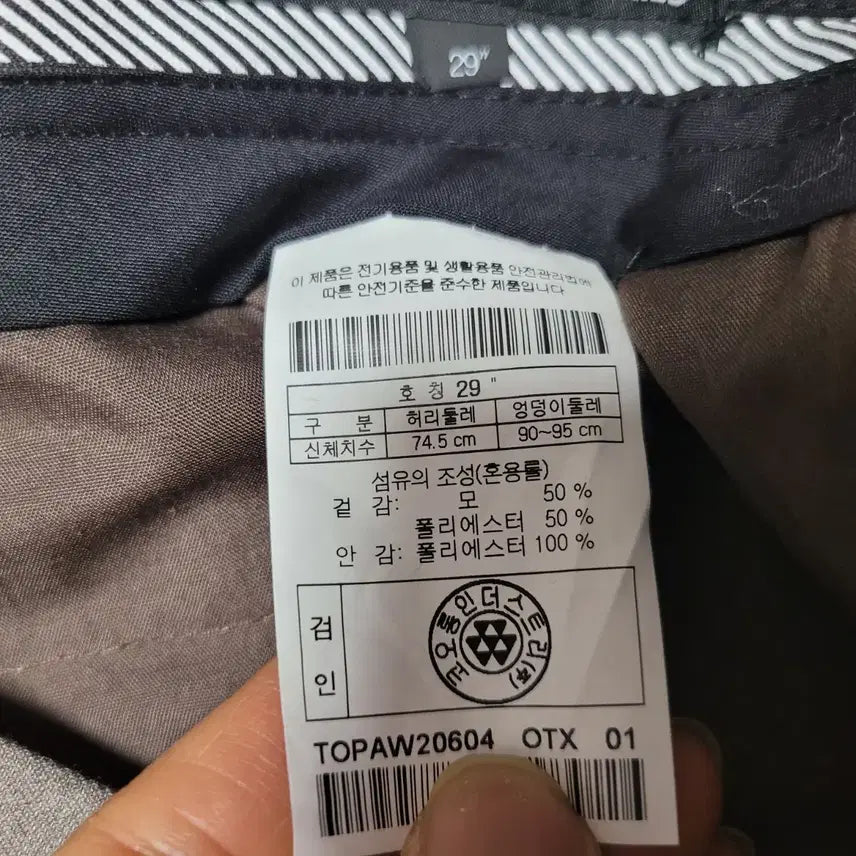 29"
이 제품은 전기용품 및 생활용품 안전관리법에
따른 안전기준을 준수한 제품입니다
호 칭 29 "
구 분 허리둘레 엉덩이둘레
신체치수 74.5 cm 90~95 cm
섬유의 조성(혼용률)
겉 감: 모 50 %
폴리에스터 50 %
안 감: 폴리에스터 100 %
검 인
코오롱인더스트리(주)
TOPAW20604 OTX 01